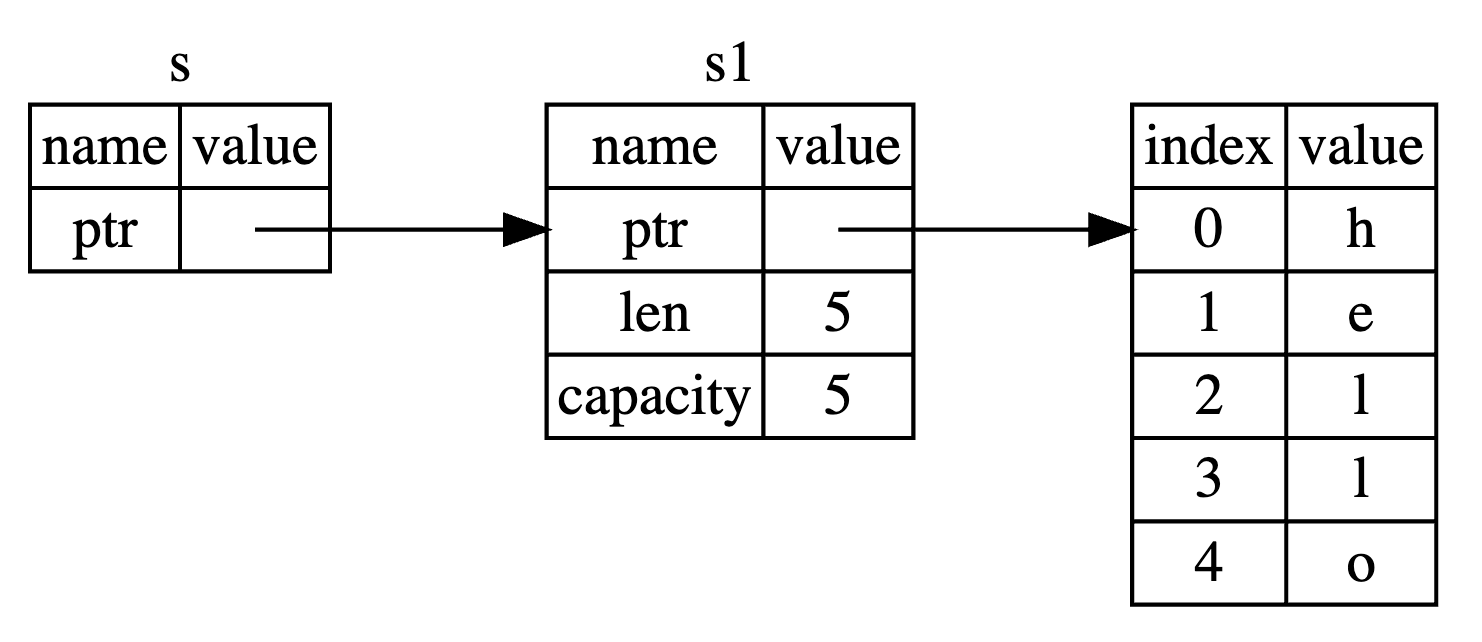 s
name value
ptr
s1
name value
ptr
len 5
capacity 5
index value
0 h
1 e
2 l
3 l
4 o